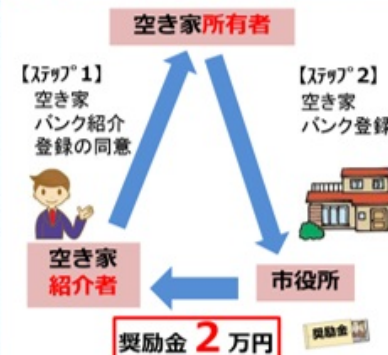 空き家所有者
【ｽﾃｯﾌﾟ1】
空き家
バンク紹介
登録の同意
【ｽﾃｯﾌﾟ2】
空き家
バンク登録
空き家
紹介者
市役所
奨励金
奨励金 2 万円